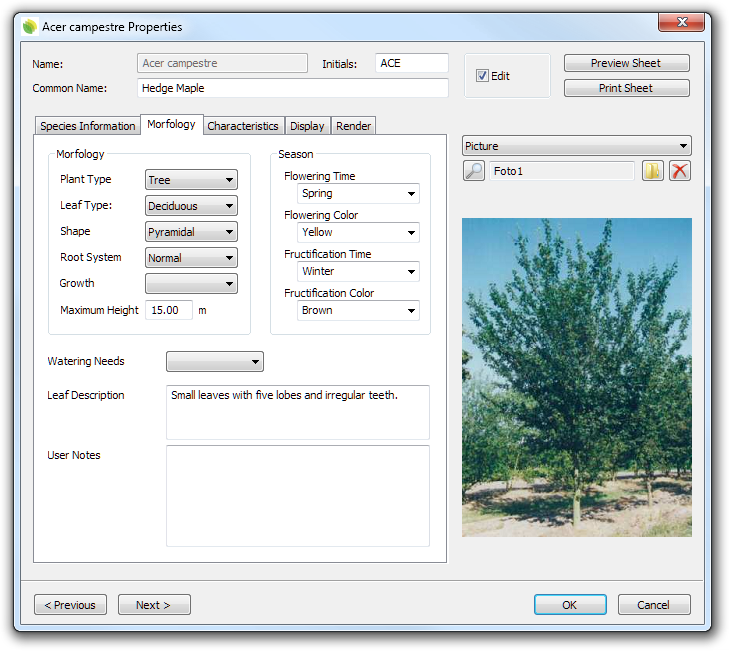 Acer campestre Properties
Name: Acer campestre Initials: ACE Edit Preview Sheet
Common Name: Hedge Maple Print Sheet
Species Information Morfology Characteristics Display Render
Picture
Foto1
Morfology
Plant Type Tree
Leaf Type: Deciduous
Shape Pyramidal
Root System Normal
Growth
Maximum Height 15.00 m
Season
Flowering Time
Spring
Flowering Color
Yellow
Fructification Time
Winter
Fructification Color
Brown
Watering Needs
Leaf Description Small leaves with five lobes and irregular teeth.
User Notes
< Previous Next > OK Cancel